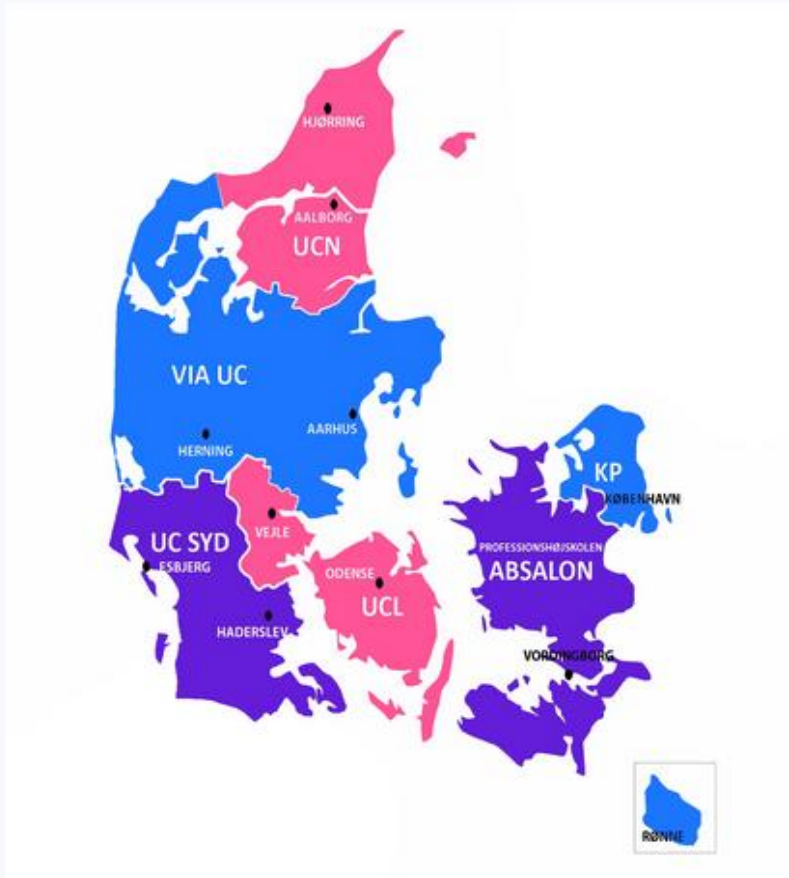 HJØRRING
AALBORG
UCN
VIA UC
AARHUS
HERNING
KP
KØBENHAVN
UC SYD
VEJLE
ESBJERG
PROFESSIONSHØJSKOLEN
ABSALON
ODENSE
UCL
HADERSLEV
VORDINGBORG
RØNNE